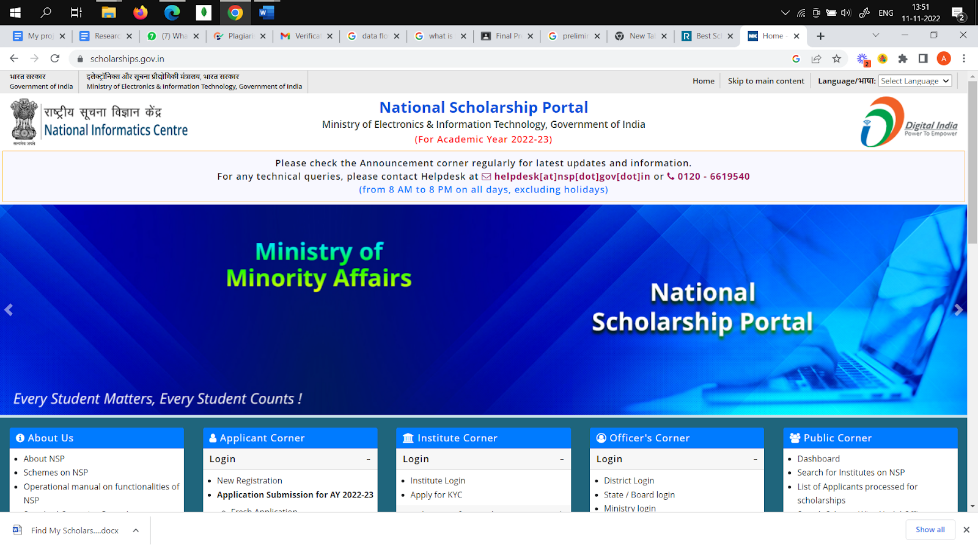 13:51
ENG
11-11-2022
2
My pro
Researc
(7) Wha
Plagiari
Verifica
data flo
what is
Final Pr
prelimin
New Tab
Best Sc
Home -
scholarships.gov.in
भारत सरकार
Government of India
इलेक्ट्रॉनिक्स और सूचना प्रौद्योगिकी मंत्रालय, भारत सरकार
Ministry of Electronics & Information Technology, Government of India
Home
Skip to main content
Language/भाषा: Select Language
राष्ट्रीय सूचना विज्ञान केंद्र
National Informatics Centre
National Scholarship Portal
Ministry of Electronics & Information Technology, Government of India
(For Academic Year 2022-23)
Digital India
Power To Empower
Please check the Announcement corner regularly for latest updates and information.
For any technical queries, please contact Helpdesk at helpdesk[at]nsp[dot]gov[dot]in or 0120 - 6619540
(from 8 AM to 8 PM on all days, excluding holidays)
Ministry of
Minority Affairs
National
Scholarship Portal
Every Student Matters, Every Student Counts !
About Us
About NSP
Schemes on NSP
Operational manual on functionalities of
NSP
Applicant Corner
Login -
New Registration
Application Submission for AY 2022-23
Fresh Application
Institute Corner
Login -
Institute Login
Apply for KYC
Officer's Corner
Login -
District Login
State / Board login
Ministry login
Public Corner
Dashboard
Search for Institutes on NSP
List of Applicants processed for
scholarships
Find My Scholars....docx
Show all